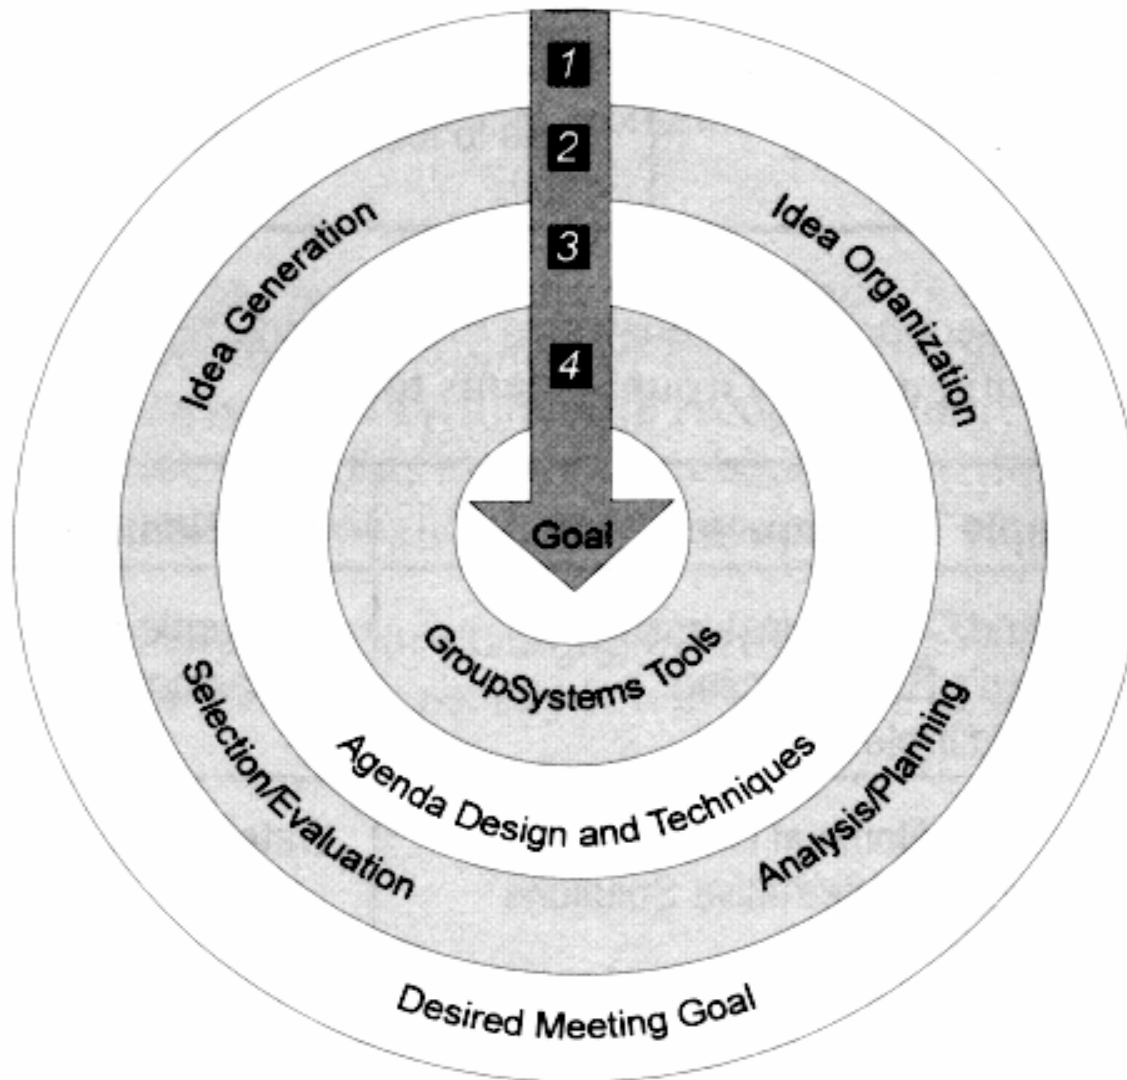 1
2
3
4
Idea Generation
Idea Organization
Goal
GroupSystems Tools
Agenda Design and Techniques
Selection/Evaluation
Analysis/Planning
Desired Meeting Goal